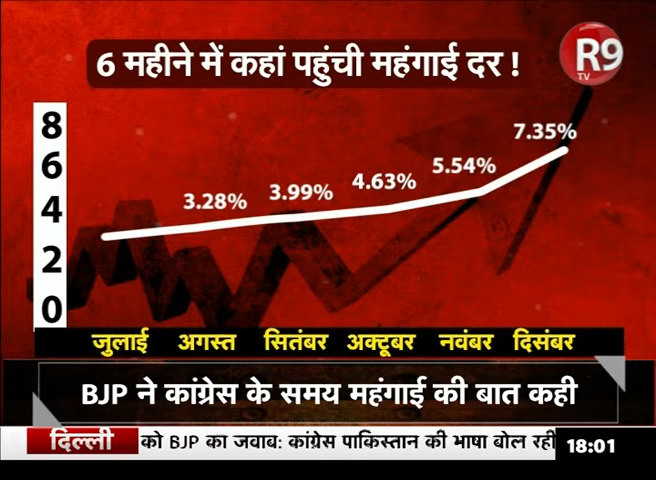 6 महीने में कहां पहुंची महंगाई दर !
R9
TV
8
6
4
2
0
3.28%
3.99%
4.63%
5.54%
7.35%
जुलाई अगस्त सितंबर अक्टूबर नवंबर दिसंबर
BJP ने कांग्रेस के समय महंगाई की बात कही
दिल्ली को BJP का जवाब: कांग्रेस पाकिस्तान की भाषा बोल रही 18:01